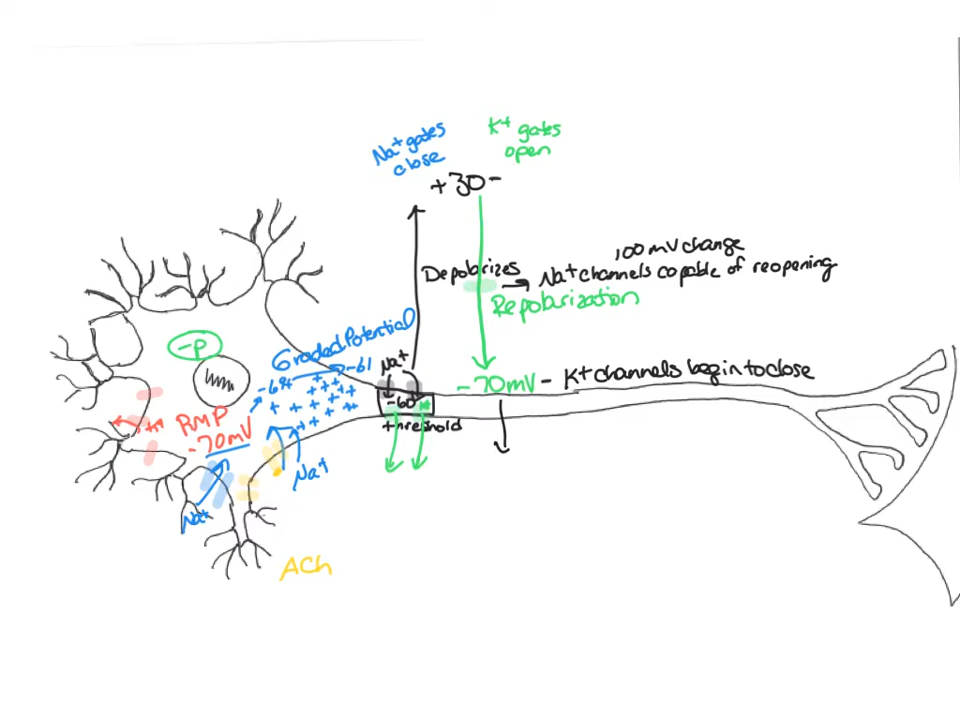 Na+ gates
close
K+ gates
open
+30-
100 mV change
Depolarizes
Na+ channels capable of reopening
Repolarization
Graded Potential
-64
-61
Na+
-P
-70mV - K+ channels begin to close
-60
threshold
RMP
-70mV
Na+
Na+
ACh